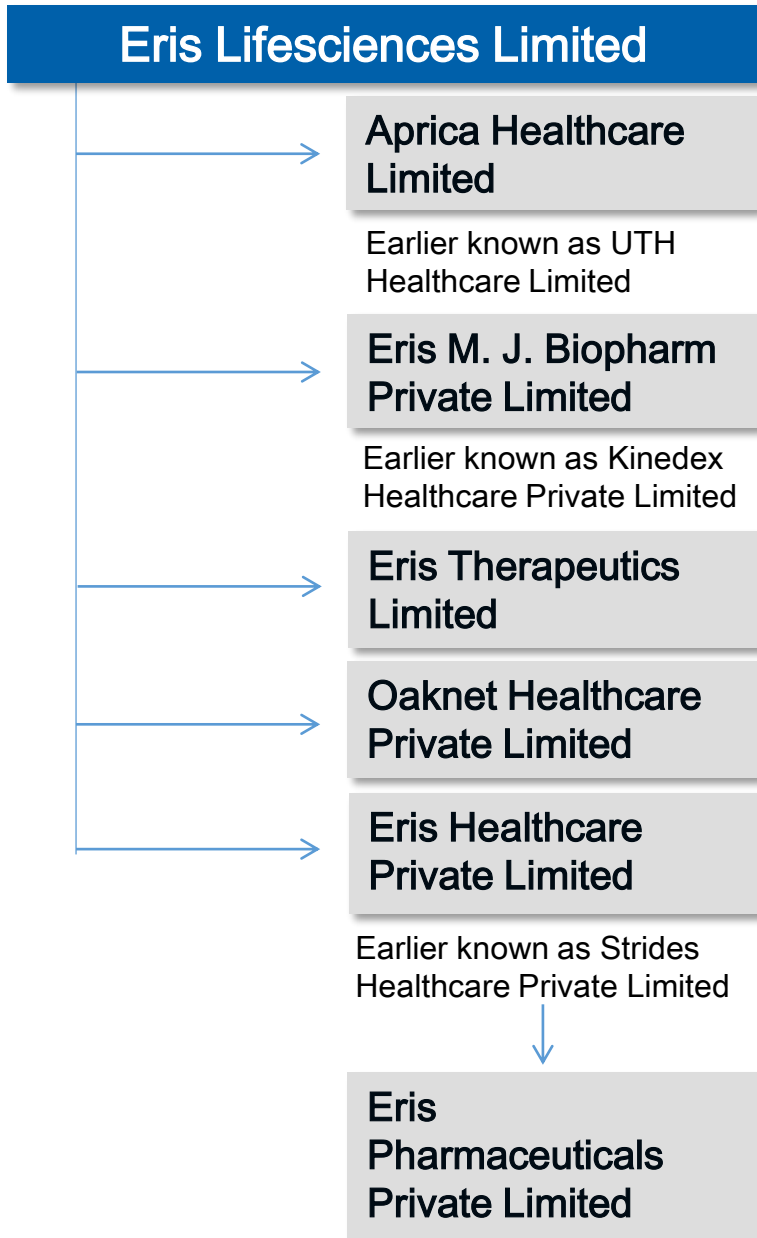 Eris Lifesciences Limited
Aprica Healthcare
Limited
Earlier known as UTH
Healthcare Limited
Eris M. J. Biopharm
Private Limited
Earlier known as Kinedex
Healthcare Private Limited
Eris Therapeutics
Limited
Oaknet Healthcare
Private Limited
Eris Healthcare
Private Limited
Earlier known as Strides
Healthcare Private Limited
Eris
Pharmaceuticals
Private Limited